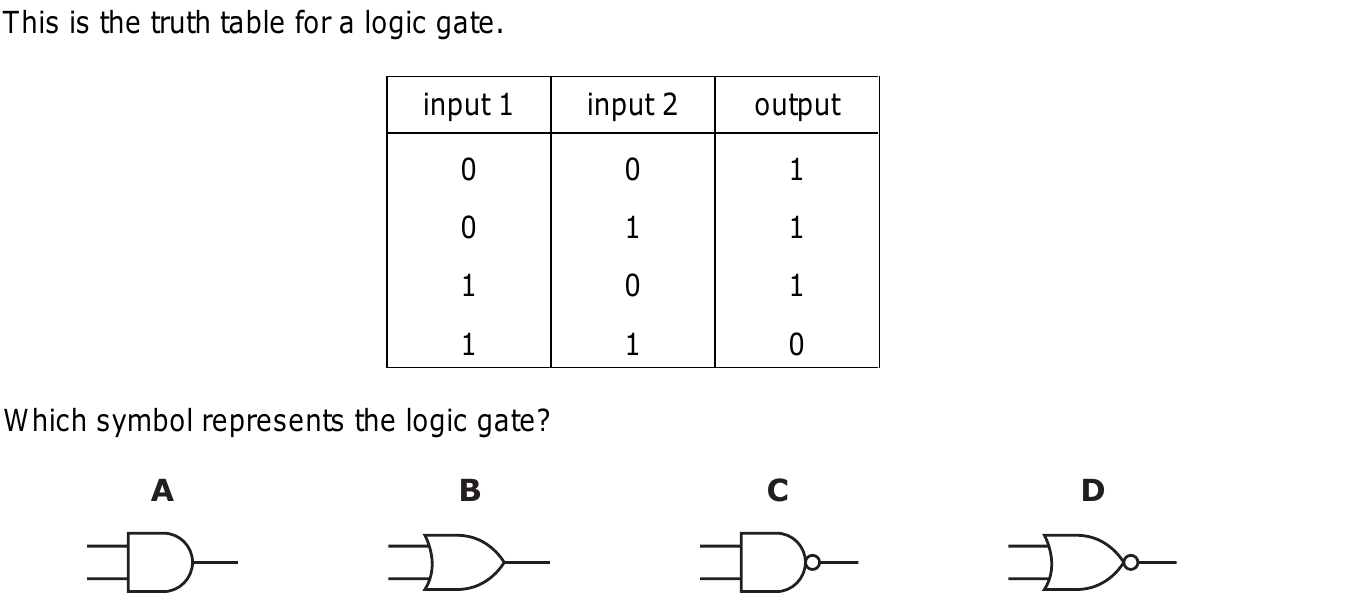 This is the truth table for a logic gate.
input 1 input 2 output
0 0 1
0 1 1
1 0 1
1 1 0
Which symbol represents the logic gate?
A B C D